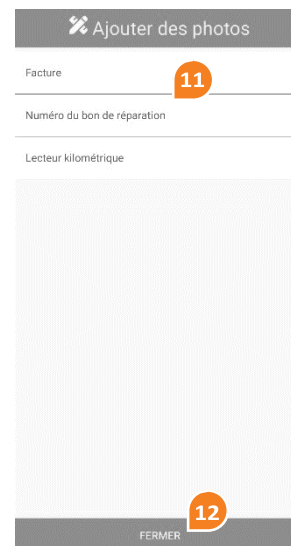 Ajouter des photos
Facture
11
Numéro du bon de réparation
Lecteur kilométrique
12
FERMER